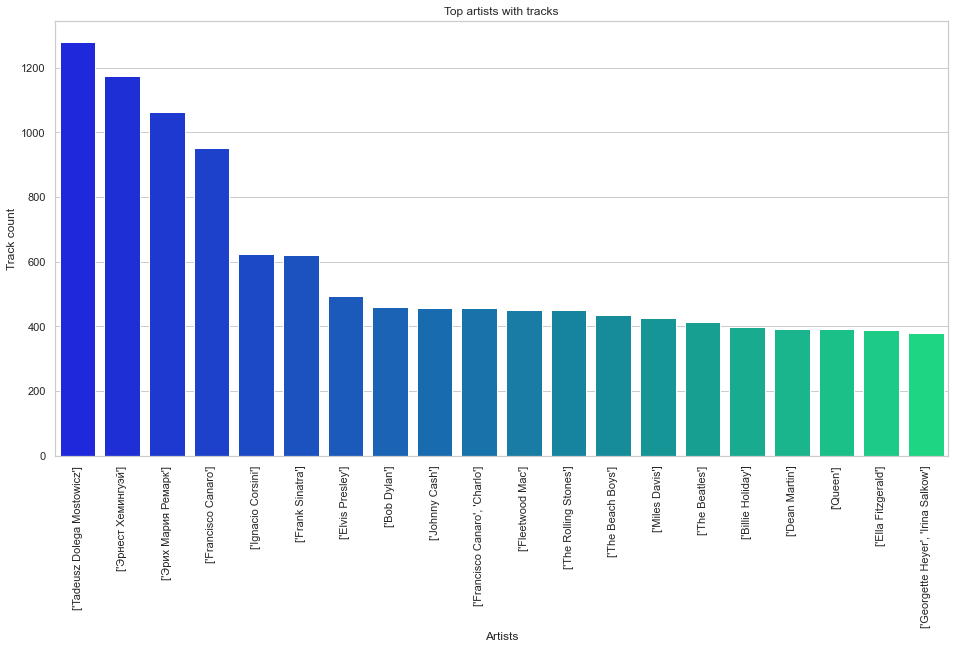 Top artists with tracks
Track count
1200
1000
800
600
400
200
0
['Tadeusz Dolega Mostowicz']
['Эрнест Хемингуэй']
['Эрих Мария Ремарк']
['Francisco Canaro']
['Ignacio Corsini']
['Frank Sinatra']
['Elvis Presley']
['Bob Dylan']
['Johnny Cash']
['Francisco Canaro', 'Charlo']
['Fleetwood Mac']
['The Rolling Stones']
['The Beach Boys']
['Miles Davis']
['The Beatles']
['Billie Holiday']
['Dean Martin']
['Queen']
['Ella Fitzgerald']
['Georgette Heyer', 'Irina Salkow']
Artists